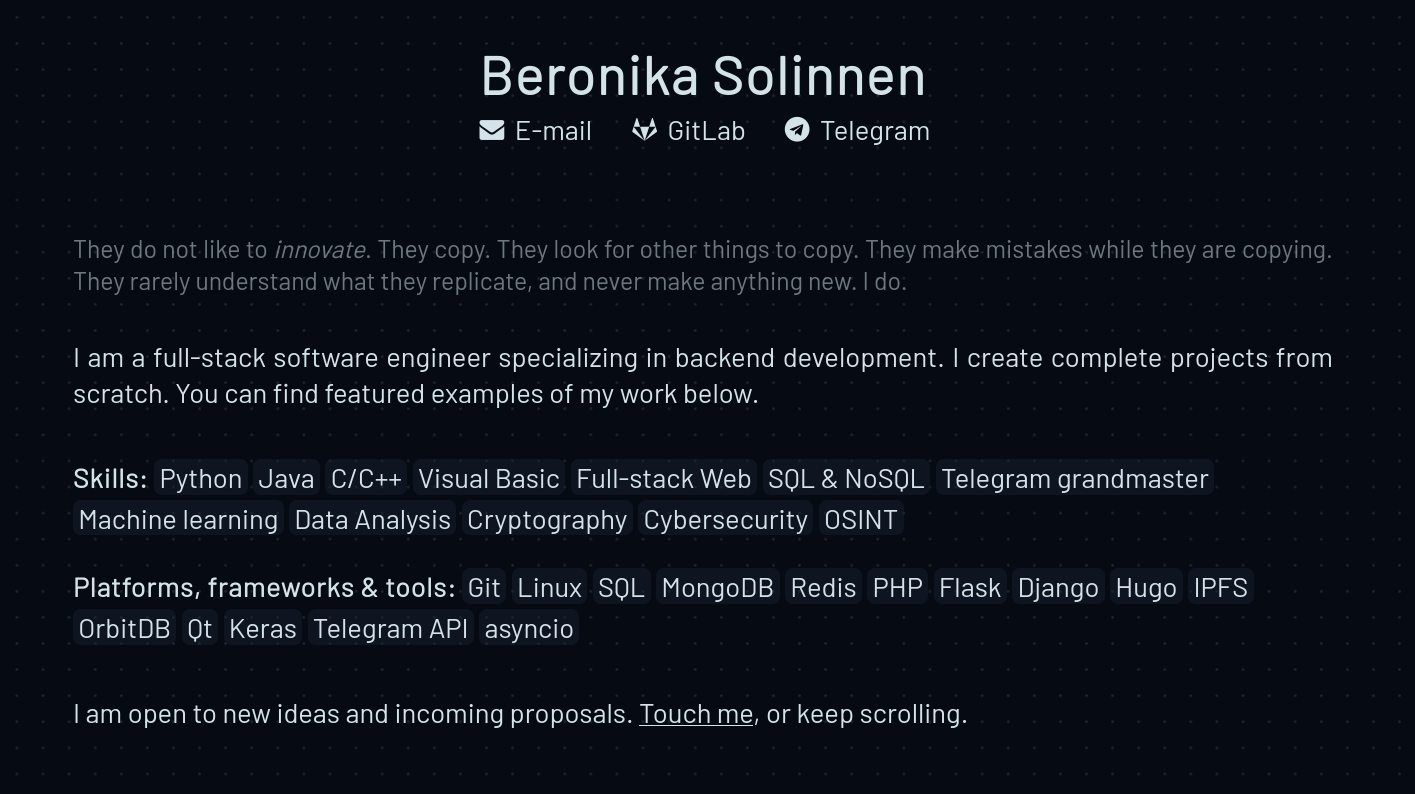 Beronika Solinnen
E-mail GitLab Telegram
They do not like to innovate. They copy. They look for other things to copy. They make mistakes while they are copying.
They rarely understand what they replicate, and never make anything new. I do.
I am a full-stack software engineer specializing in backend development. I create complete projects from
scratch. You can find featured examples of my work below.
Skills: Python Java C/C++ Visual Basic Full-stack Web SQL & NoSQL Telegram grandmaster
Machine learning Data Analysis Cryptography Cybersecurity OSINT
Platforms, frameworks & tools: Git Linux SQL MongoDB Redis PHP Flask Django Hugo IPFS
OrbitDB Qt Keras Telegram API asyncio
I am open to new ideas and incoming proposals. Touch me, or keep scrolling.